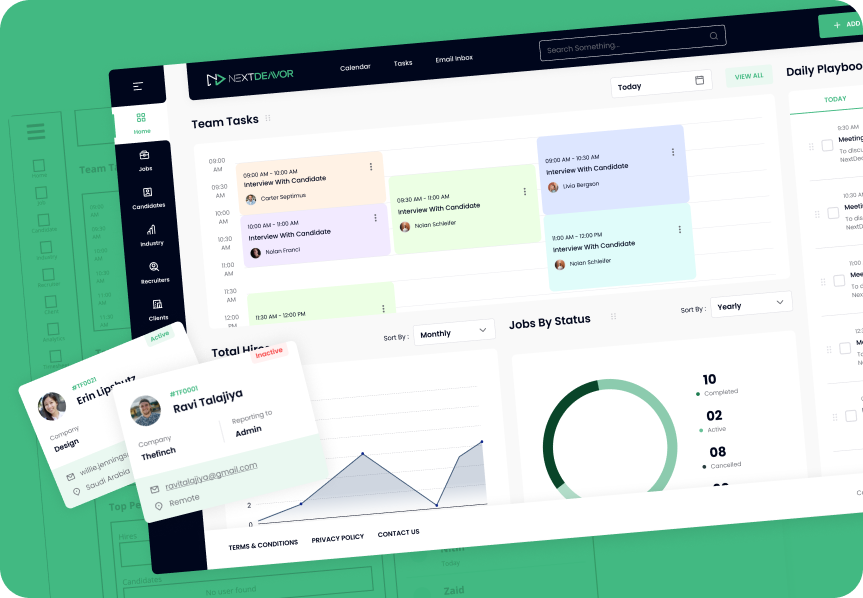 NEXTDEAVOR
Calendar
Tasks
Email Inbox
Search Something...
ADD
Home
Jobs
Candidates
Industry
Recruiters
Clients
Team Tasks
Today
VIEW ALL
09:00 AM
09:30 AM
10:00 AM
10:30 AM
11:00 AM
11:30 AM
12:00 PM
09:00 AM - 10:00 AM
Interview With Candidate
Carter Septimus
10:00 AM - 11:00 AM
Interview With Candidate
Nolan Franci
11:30 AM - 12:00 PM
09:30 AM - 11:00 AM
Interview With Candidate
Nolan Schleifer
09:00 AM - 10:30 AM
Interview With Candidate
Livia Bergson
11:00 AM - 12:00 PM
Interview With Candidate
Nolan Schleifer
Daily Playboo
TODAY
9:30 AM
Meeting
To discu
NextDea
10:30 AM
Meeti
To dis
NextD
11:00
Meet
To d
Nex
Total Hire
Sort By :
Monthly
2
0
Jobs By Status
Sort By :
Yearly
10
Completed
02
Active
08
Cancelled
Active
#TF0021
Erin Lipshutz
Company
Design
willie.jennings
Saudi Arabia
Inactive
#TF0001
Ravi Talajiya
Company
Thefinch
Reporting to
Admin
ravitalajiya@gmail.com
Remote
TERMS & CONDITIONS
PRIVACY POLICY
CONTACT US
Team T
Top Pe
Hires
Candidates
No user found
Today
Zaid